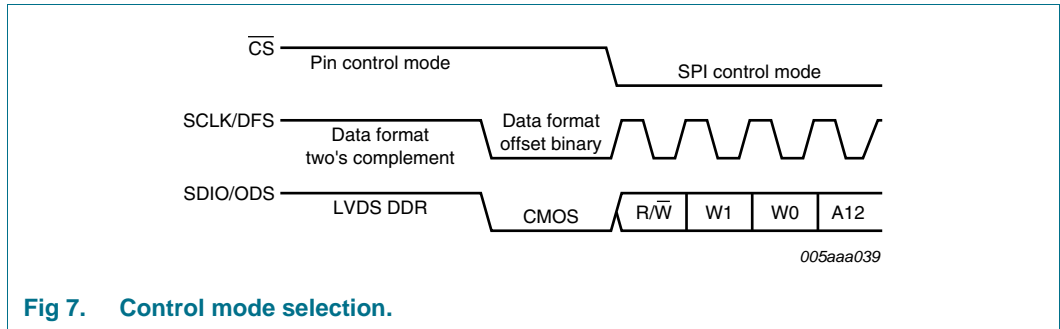 CS
Pin control mode
SPI control mode
SCLK/DFS
Data format
two's complement
Data format
offset binary
SDIO/ODS
LVDS DDR
CMOS
R/W̅
W1
W0
A12
005aaa039
Fig 7. Control mode selection.